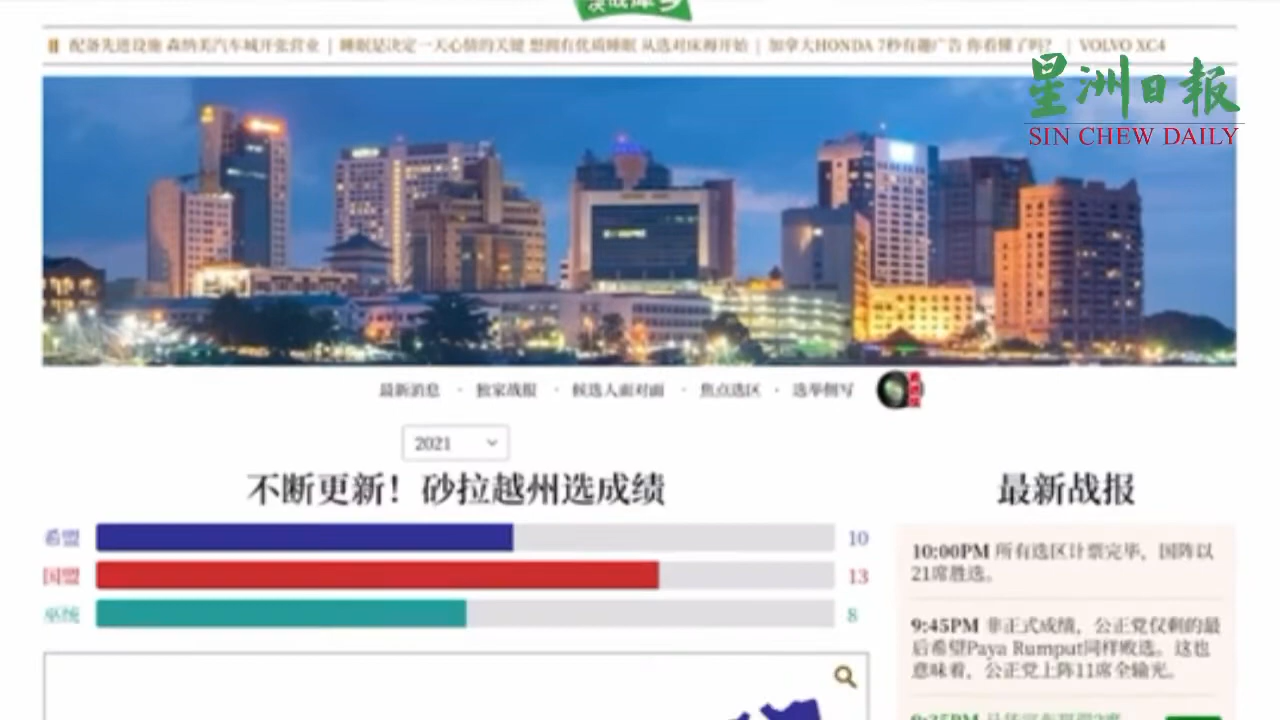 决战犀乡
配备先进设施 森纳美汽车城开张营业 | 睡眠是决定一天心情的关键 想拥有优质睡眠 从选对床褥开始 | 加拿大HONDA 7秒有趣广告 你看懂了吗? | VOLVO XC4
星洲日报
SIN CHEW DAILY
最新消息 · 独家战报 · 候选人面对面 · 焦点选区 · 选举侧写
2021
不断更新！砂拉越州选成绩
希盟 10
国盟 13
巫统 8
最新战报
10:00PM 所有选区计票完毕，国阵以
21席胜选。
9:45PM 非正式成绩，公正党仅剩的最
后希望Paya Rumput同样败选。这也
意味着，公正党上阵11席全输光。